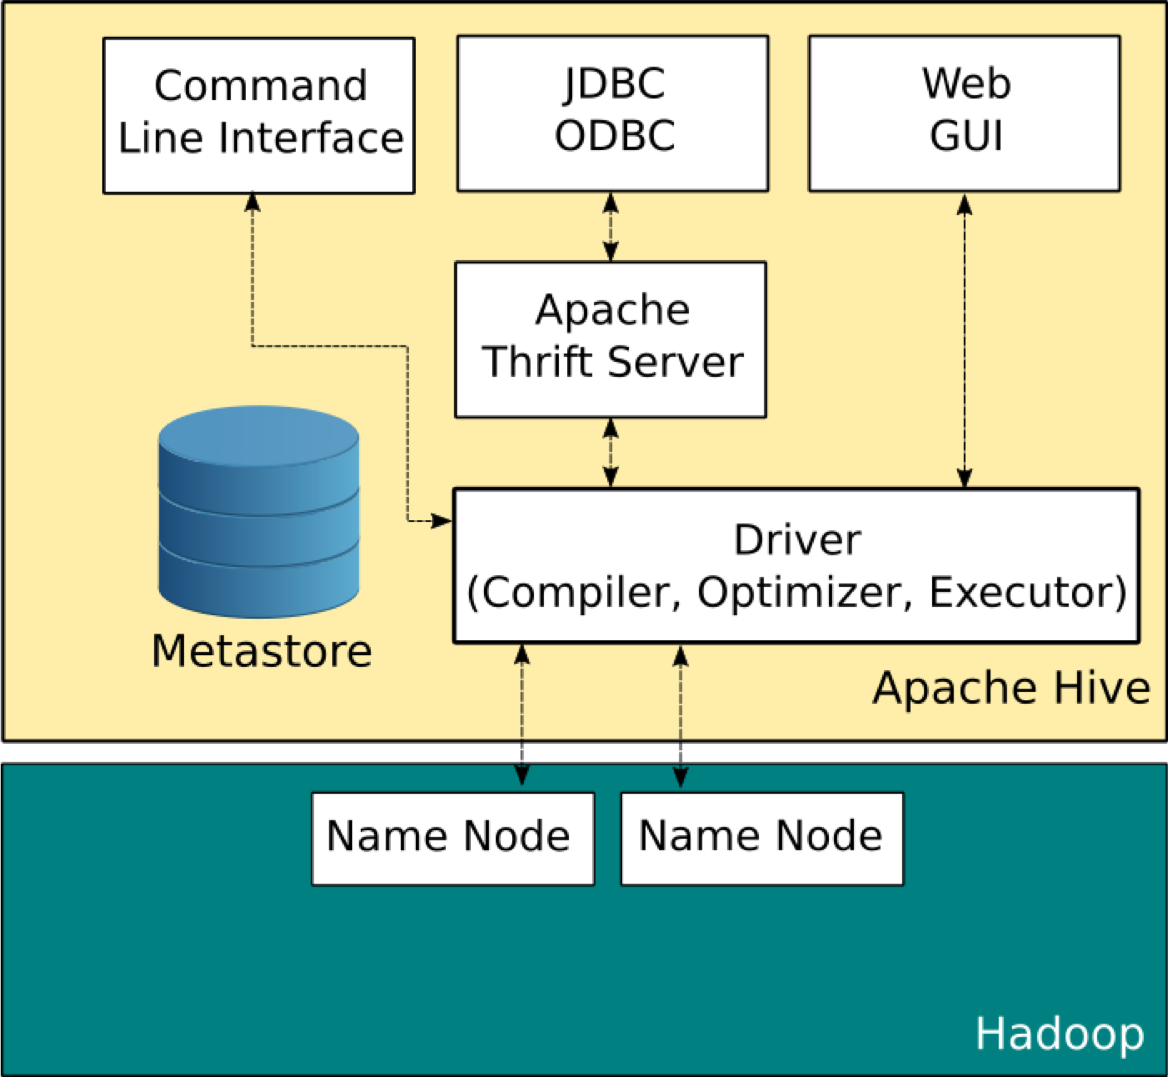 Command
Line Interface
JDBC
ODBC
Web
GUI
Apache
Thrift Server
Driver
(Compiler, Optimizer, Executor)
Metastore
Apache Hive
Name Node
Name Node
Hadoop